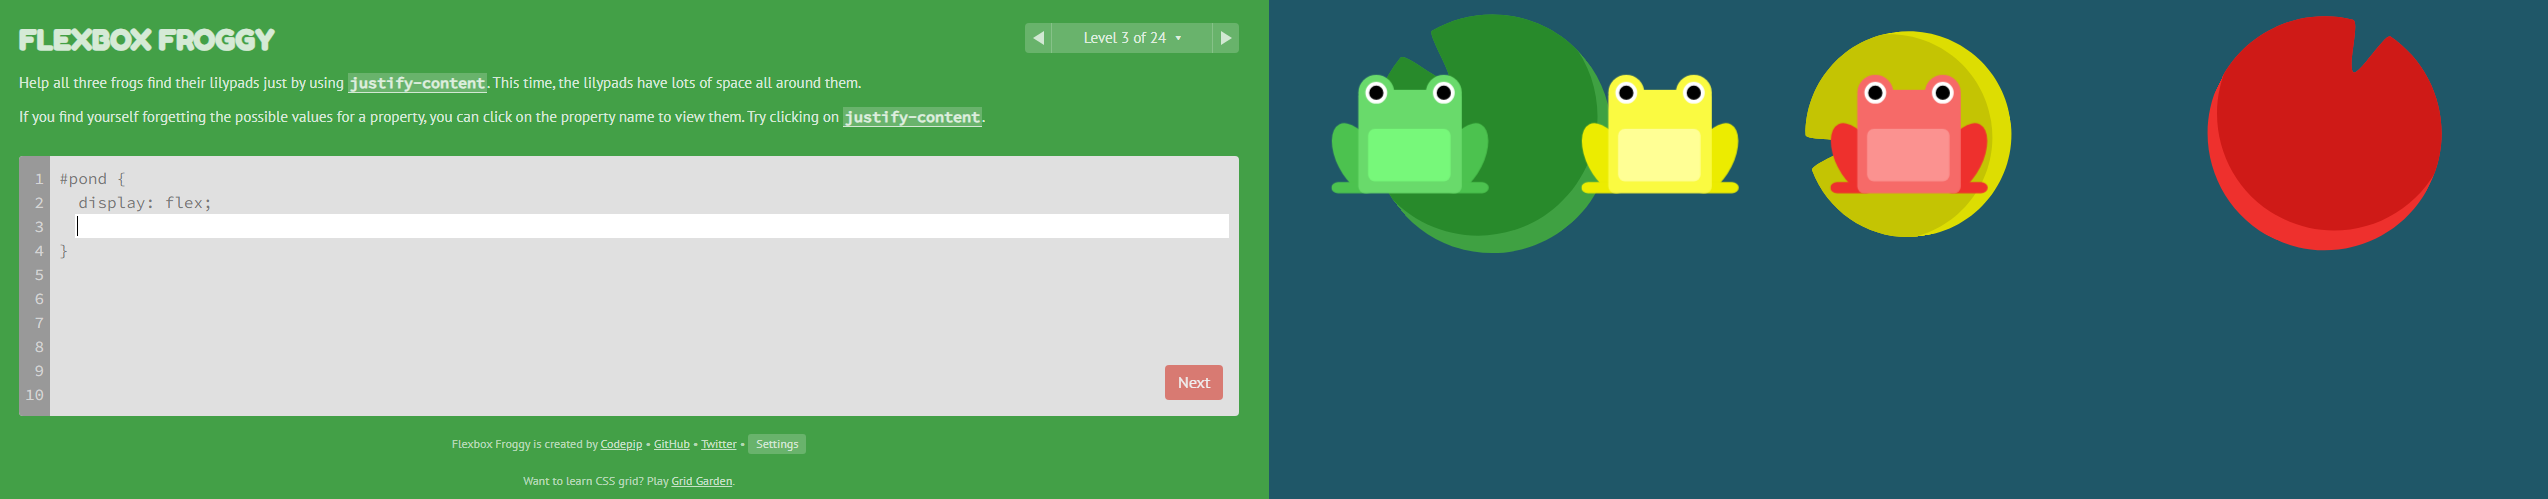 FLEXBOX FROGGY
Level 3 of 24
Help all three frogs find their lilypads just by using justify-content. This time, the lilypads have lots of space all around them.
If you find yourself forgetting the possible values for a property, you can click on the property name to view them. Try clicking on justify-content.
1 #pond {
2 display: flex;
3
4 }
5
6
7
8
9
10
Next
Flexbox Froggy is created by Codepip • GitHub • Twitter • Settings
Want to learn CSS grid? Play Grid Garden.